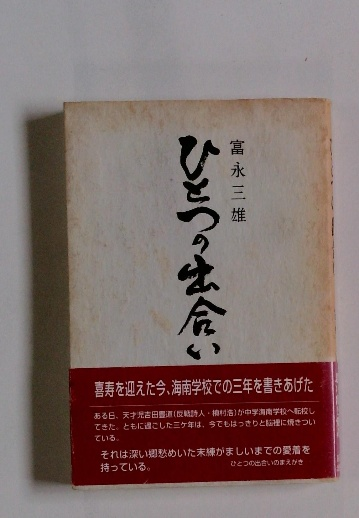 ひとつの出合い
富永三雄
喜寿を迎えた今、海南学校での三年を書きあげた
ある日、天才児吉田豊道(反戦詩人・槇村浩)が中学海南学校へ転校し
てきた。ともに過ごした三ケ年は、今でもはっきりと脳裡に焼きつい
ている。
それは深い郷愁めいた末練がましいまでの愛着を
持っている。
ひとつの出合いのまえがき